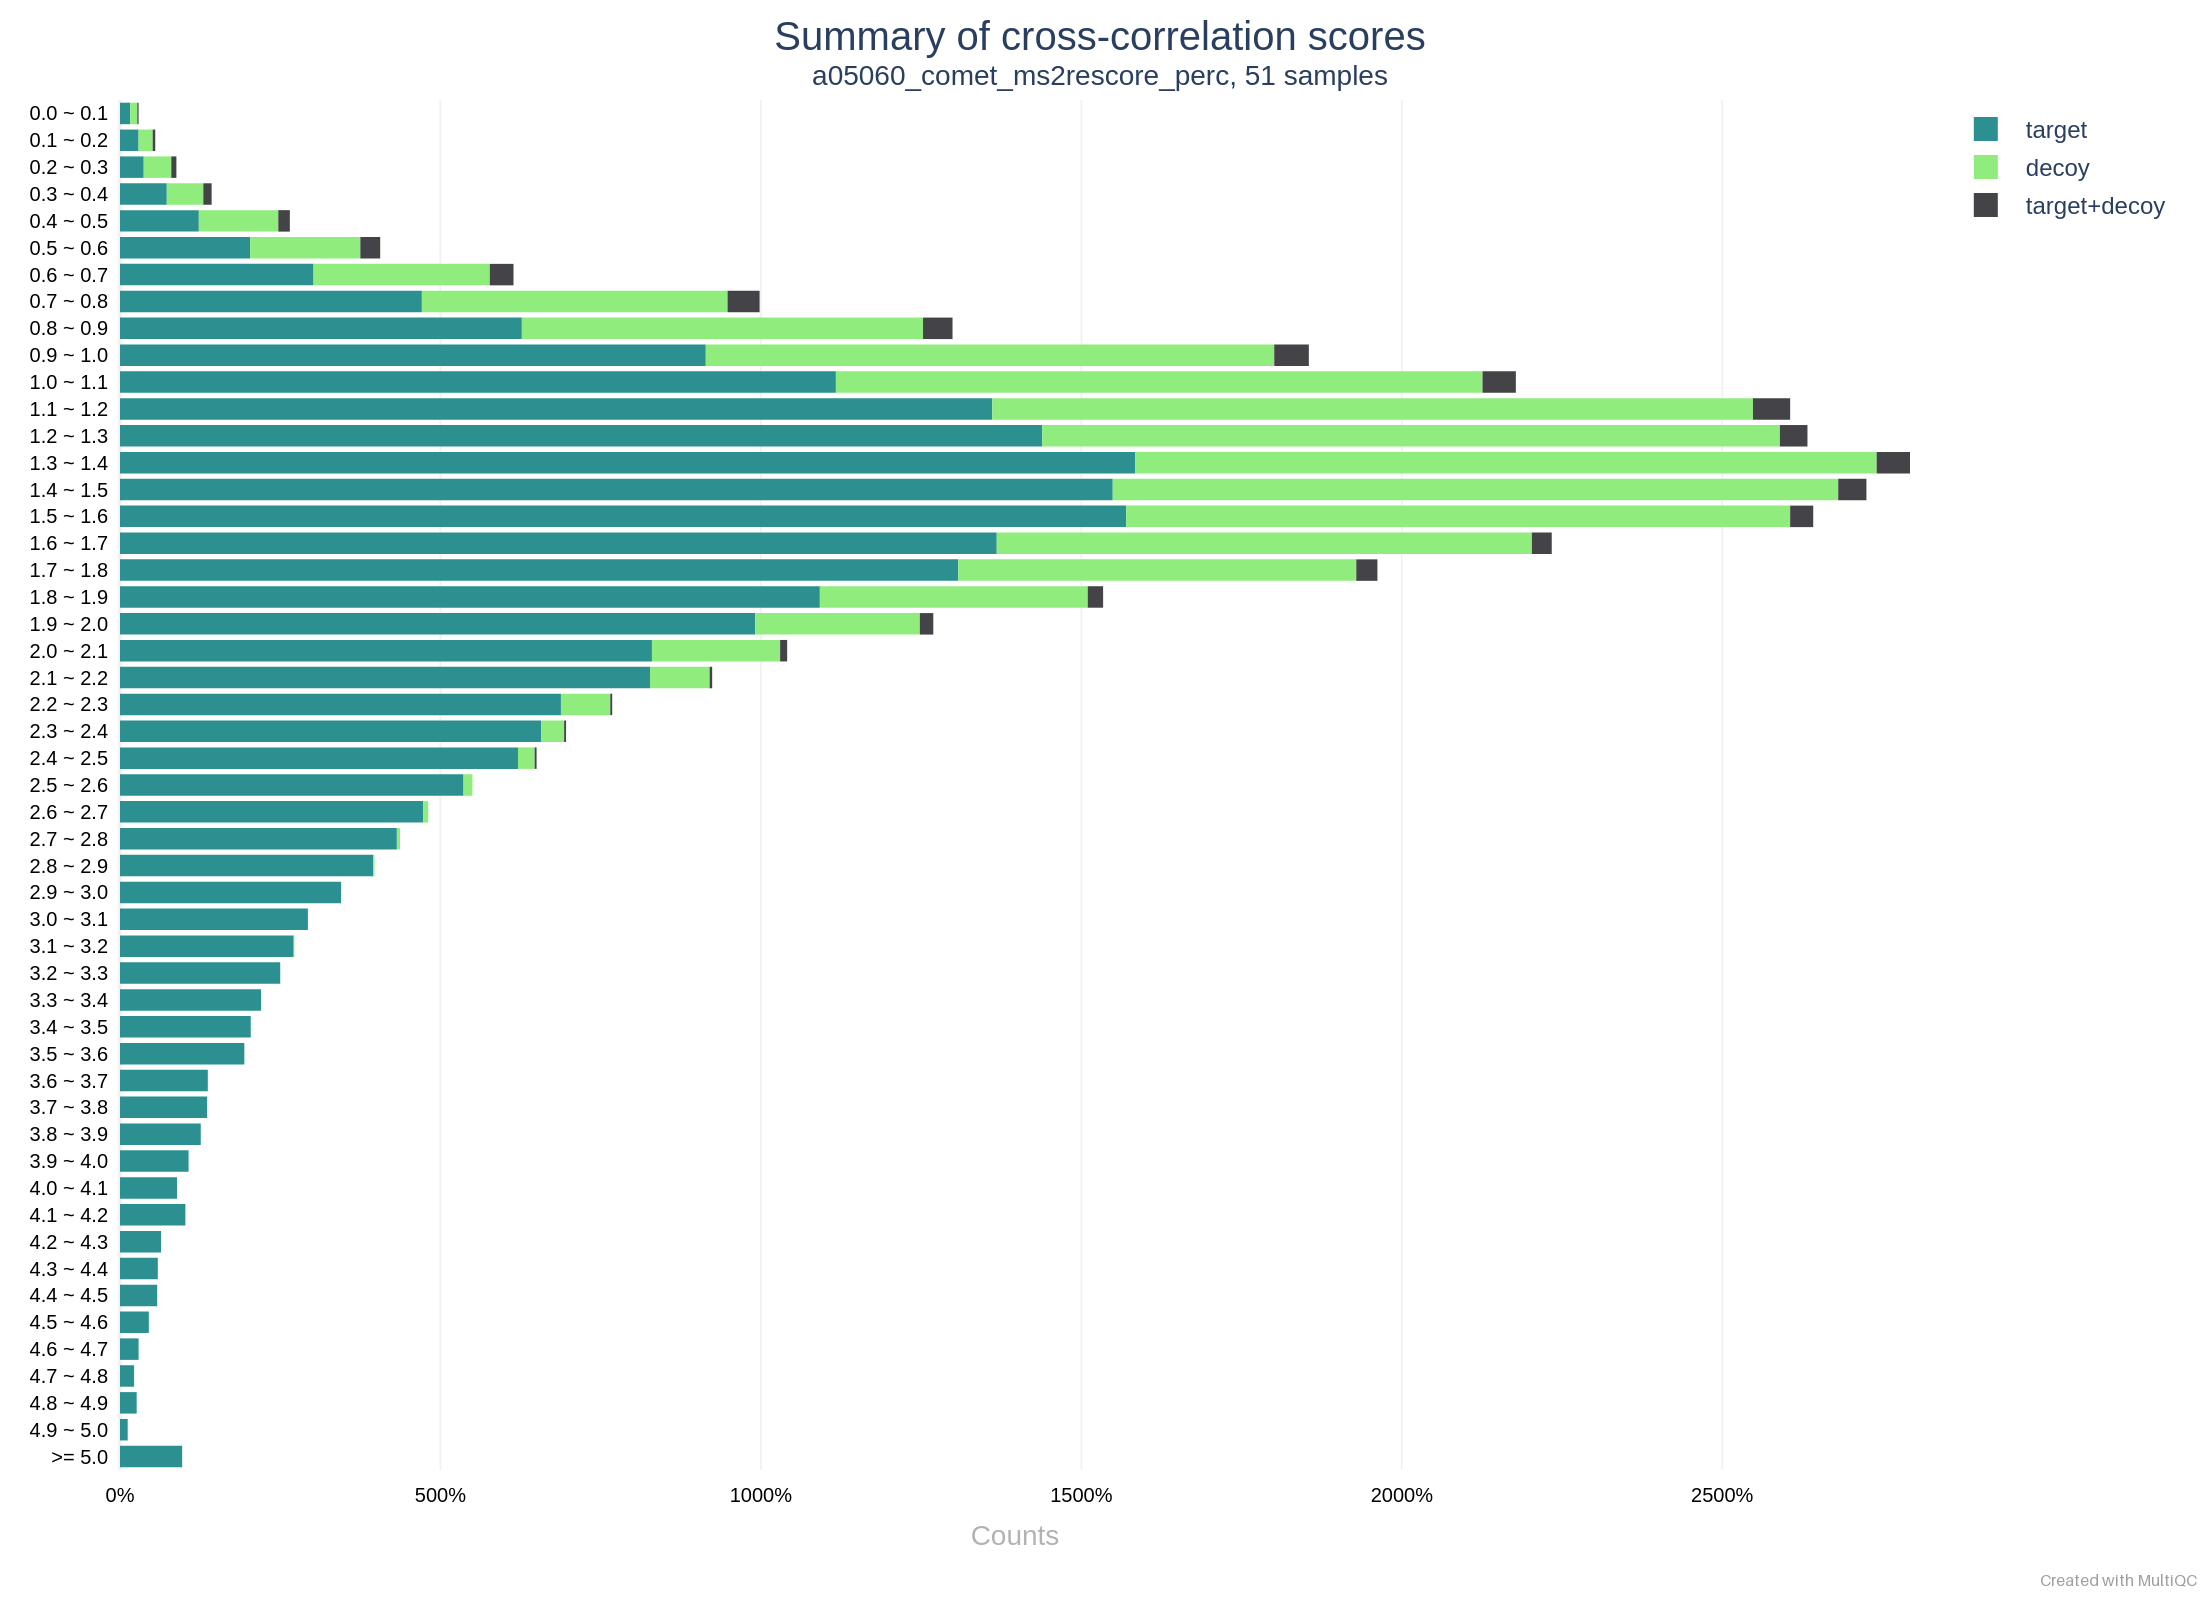 Summary of cross-correlation scores
a05060_comet_ms2rescore_perc, 51 samples
target
decoy
target+decoy
0.0 ~ 0.1
0.1 ~ 0.2
0.2 ~ 0.3
0.3 ~ 0.4
0.4 ~ 0.5
0.5 ~ 0.6
0.6 ~ 0.7
0.7 ~ 0.8
0.8 ~ 0.9
0.9 ~ 1.0
1.0 ~ 1.1
1.1 ~ 1.2
1.2 ~ 1.3
1.3 ~ 1.4
1.4 ~ 1.5
1.5 ~ 1.6
1.6 ~ 1.7
1.7 ~ 1.8
1.8 ~ 1.9
1.9 ~ 2.0
2.0 ~ 2.1
2.1 ~ 2.2
2.2 ~ 2.3
2.3 ~ 2.4
2.4 ~ 2.5
2.5 ~ 2.6
2.6 ~ 2.7
2.7 ~ 2.8
2.8 ~ 2.9
2.9 ~ 3.0
3.0 ~ 3.1
3.1 ~ 3.2
3.2 ~ 3.3
3.3 ~ 3.4
3.4 ~ 3.5
3.5 ~ 3.6
3.6 ~ 3.7
3.7 ~ 3.8
3.8 ~ 3.9
3.9 ~ 4.0
4.0 ~ 4.1
4.1 ~ 4.2
4.2 ~ 4.3
4.3 ~ 4.4
4.4 ~ 4.5
4.5 ~ 4.6
4.6 ~ 4.7
4.7 ~ 4.8
4.8 ~ 4.9
4.9 ~ 5.0
>= 5.0
0% 500% 1000% 1500% 2000% 2500%
Counts
Created with MultiQC